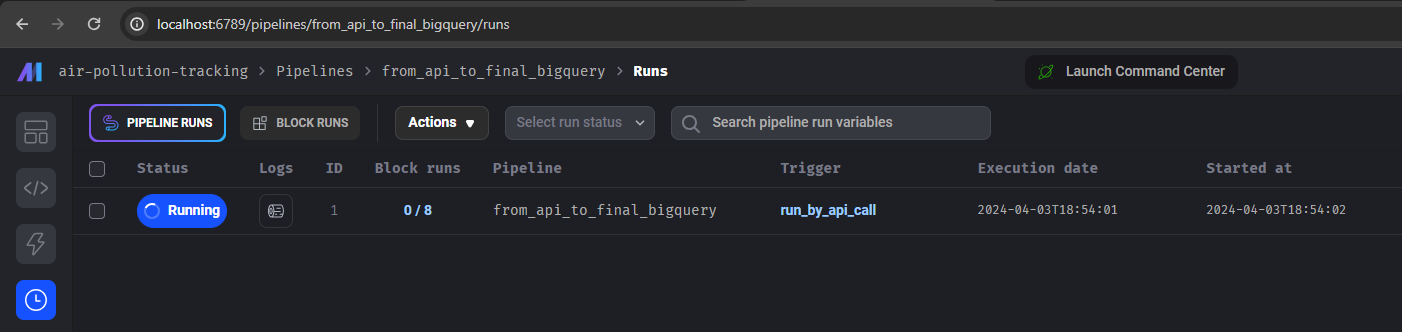 localhost:6789/pipelines/from_api_to_final_bigquery/runs
air-pollution-tracking > Pipelines > from_api_to_final_bigquery > Runs
Launch Command Center
PIPELINE RUNS BLOCK RUNS Actions Select run status Search pipeline run variables
Status Logs ID Block runs Pipeline Trigger Execution date Started at
Running 1 0 / 8 from_api_to_final_bigquery run_by_api_call 2024-04-03T18:54:01 2024-04-03T18:54:02